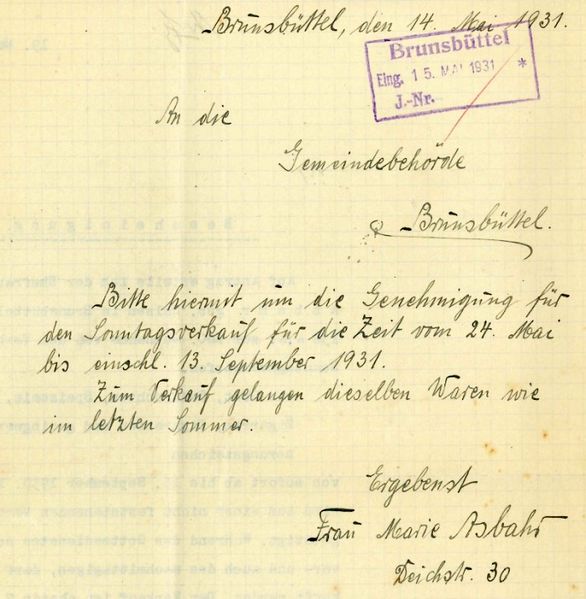 Brunsbüttel, den 14. Mai 1931.
Brunsbüttel
Eing. 15. MAI 1931 *
J.-Nr.
An die
Gemeindebehörde
Brunsbüttel.
Bitte hiermit um die Genehmigung für
den Sonntagsverkauf für die Zeit vom 24. Mai
bis einschl. 13. September 1931.
Zum Verkauf gelangen dieselben Waren wie
im letzten Sommer.
Ergebenst
Frau Marie Asbahr
Deichstr. 30